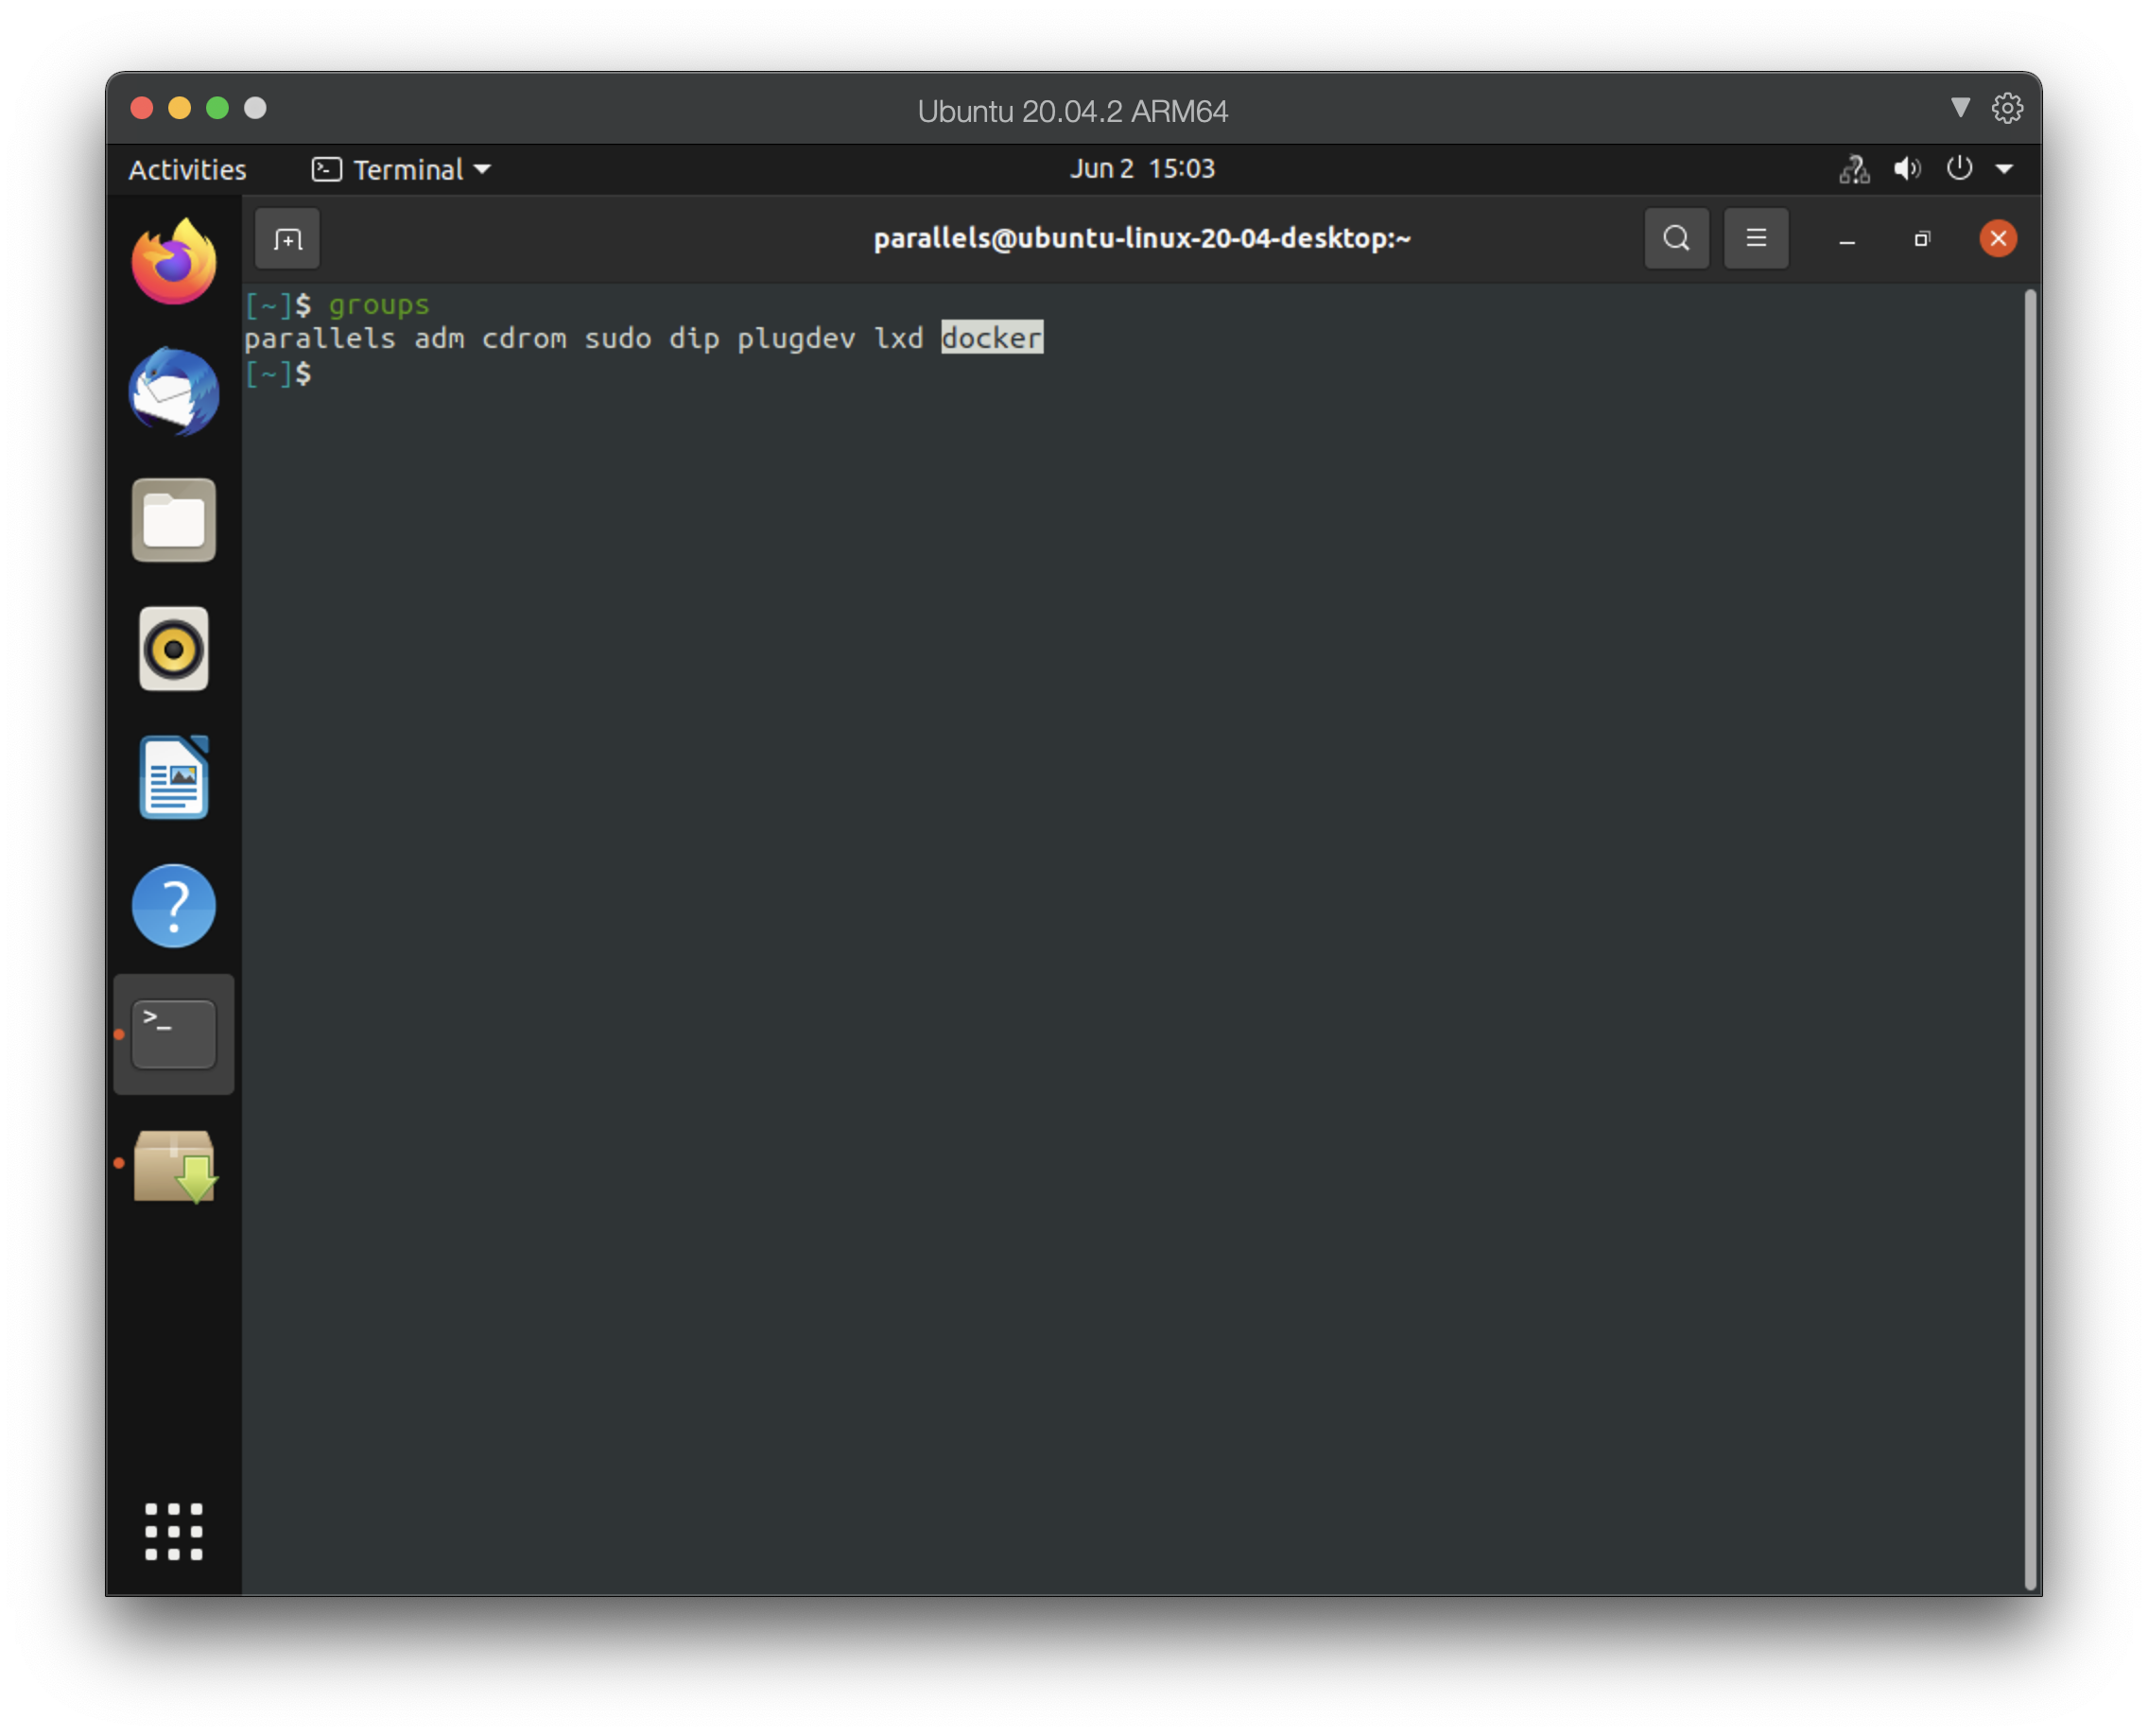 Ubuntu 20.04.2 ARM64
Activities Terminal Jun 2 15:03
parallels@ubuntu-linux-20-04-desktop:~
[~]$ groups
parallels adm cdrom sudo dip plugdev lxd docker
[~]$
>_